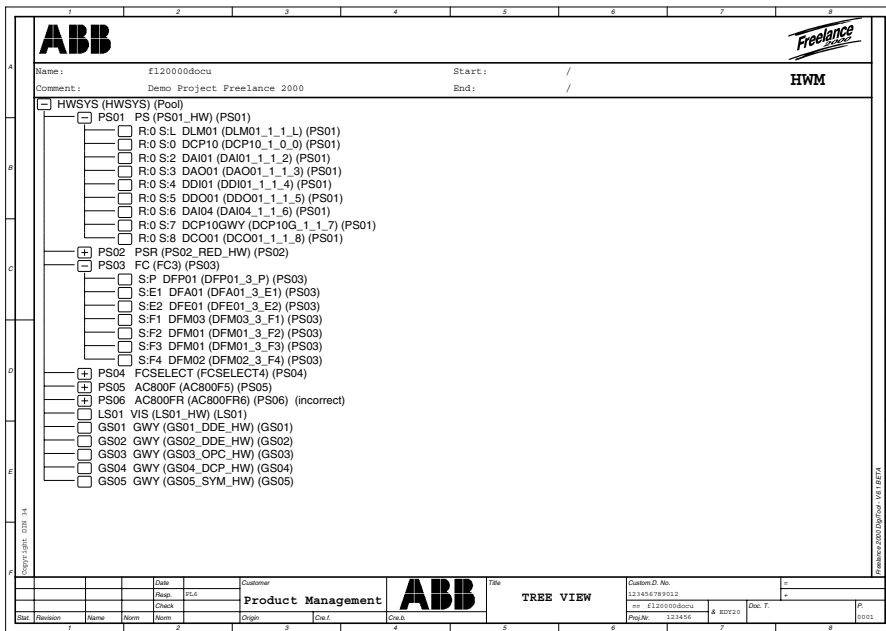 1 2 3 4 5 6 7 8
ABB
Freelance 2000
Name: fl20000docu Start: /
Comment: Demo Project Freelance 2000 End: /
HWM
HWSYS (HWSYS) (Pool)
PS01 PS (PS01_HW) (PS01)
R:0 S:L DLM01 (DLM01_1_1_L) (PS01)
R:0 S:0 DCP10 (DCP10_1_0_0) (PS01)
R:0 S:2 DAI01 (DAI01_1_1_2) (PS01)
R:0 S:3 DAO01 (DAO01_1_1_3) (PS01)
R:0 S:4 DDI01 (DDI01_1_1_4) (PS01)
R:0 S:5 DDO01 (DDO01_1_1_5) (PS01)
R:0 S:6 DAI04 (DAI04_1_1_6) (PS01)
R:0 S:7 DCP10GWY (DCP10G_1_1_7) (PS01)
R:0 S:8 DCO01 (DCO01_1_1_8) (PS01)
PS02 PSR (PS02_RED_HW) (PS02)
PS03 FC (FC3) (PS03)
S:P DFP01 (DFP01_3_P) (PS03)
S:E1 DFA01 (DFA01_3_E1) (PS03)
S:E2 DFE01 (DFE01_3_E2) (PS03)
S:F1 DFM03 (DFM03_3_F1) (PS03)
S:F2 DFM01 (DFM01_3_F2) (PS03)
S:F3 DFM01 (DFM01_3_F3) (PS03)
S:F4 DFM02 (DFM02_3_F4) (PS03)
PS04 FCSELECT (FCSELECT4) (PS04)
PS05 AC800F (AC800F5) (PS05)
PS06 AC800FR (AC800FR6) (PS06) (incorrect)
LS01 VIS (LS01_HW) (LS01)
GS01 GWY (GS01_DDE_HW) (GS01)
GS02 GWY (GS02_DDE_HW) (GS02)
GS03 GWY (GS03_OPC_HW) (GS03)
GS04 GWY (GS04_DCP_HW) (GS04)
GS05 GWY (GS05_SYM_HW) (GS05)
A
B
C
D
E
F
Copyright DIN 34
Freelance 2000 DigiTool - V6.1 BETA
Date Customer Title Custom.D. No. =
Resp. PL6 123456789012 +
Product Management ABB TREE VIEW
Check == fl20000docu & EDY20 Doc. T. P.
Stat. Revision Name Norm Norm Origin Cre.f. Cre.b. Proj.Nr. 123456 0001
1 2 3 4 5 6 7 8